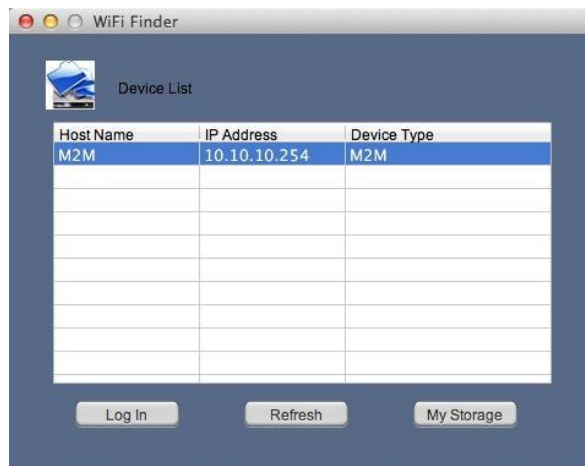 WiFi Finder
Device List
Host Name IP Address Device Type
M2M 10.10.10.254 M2M
Log In Refresh My Storage